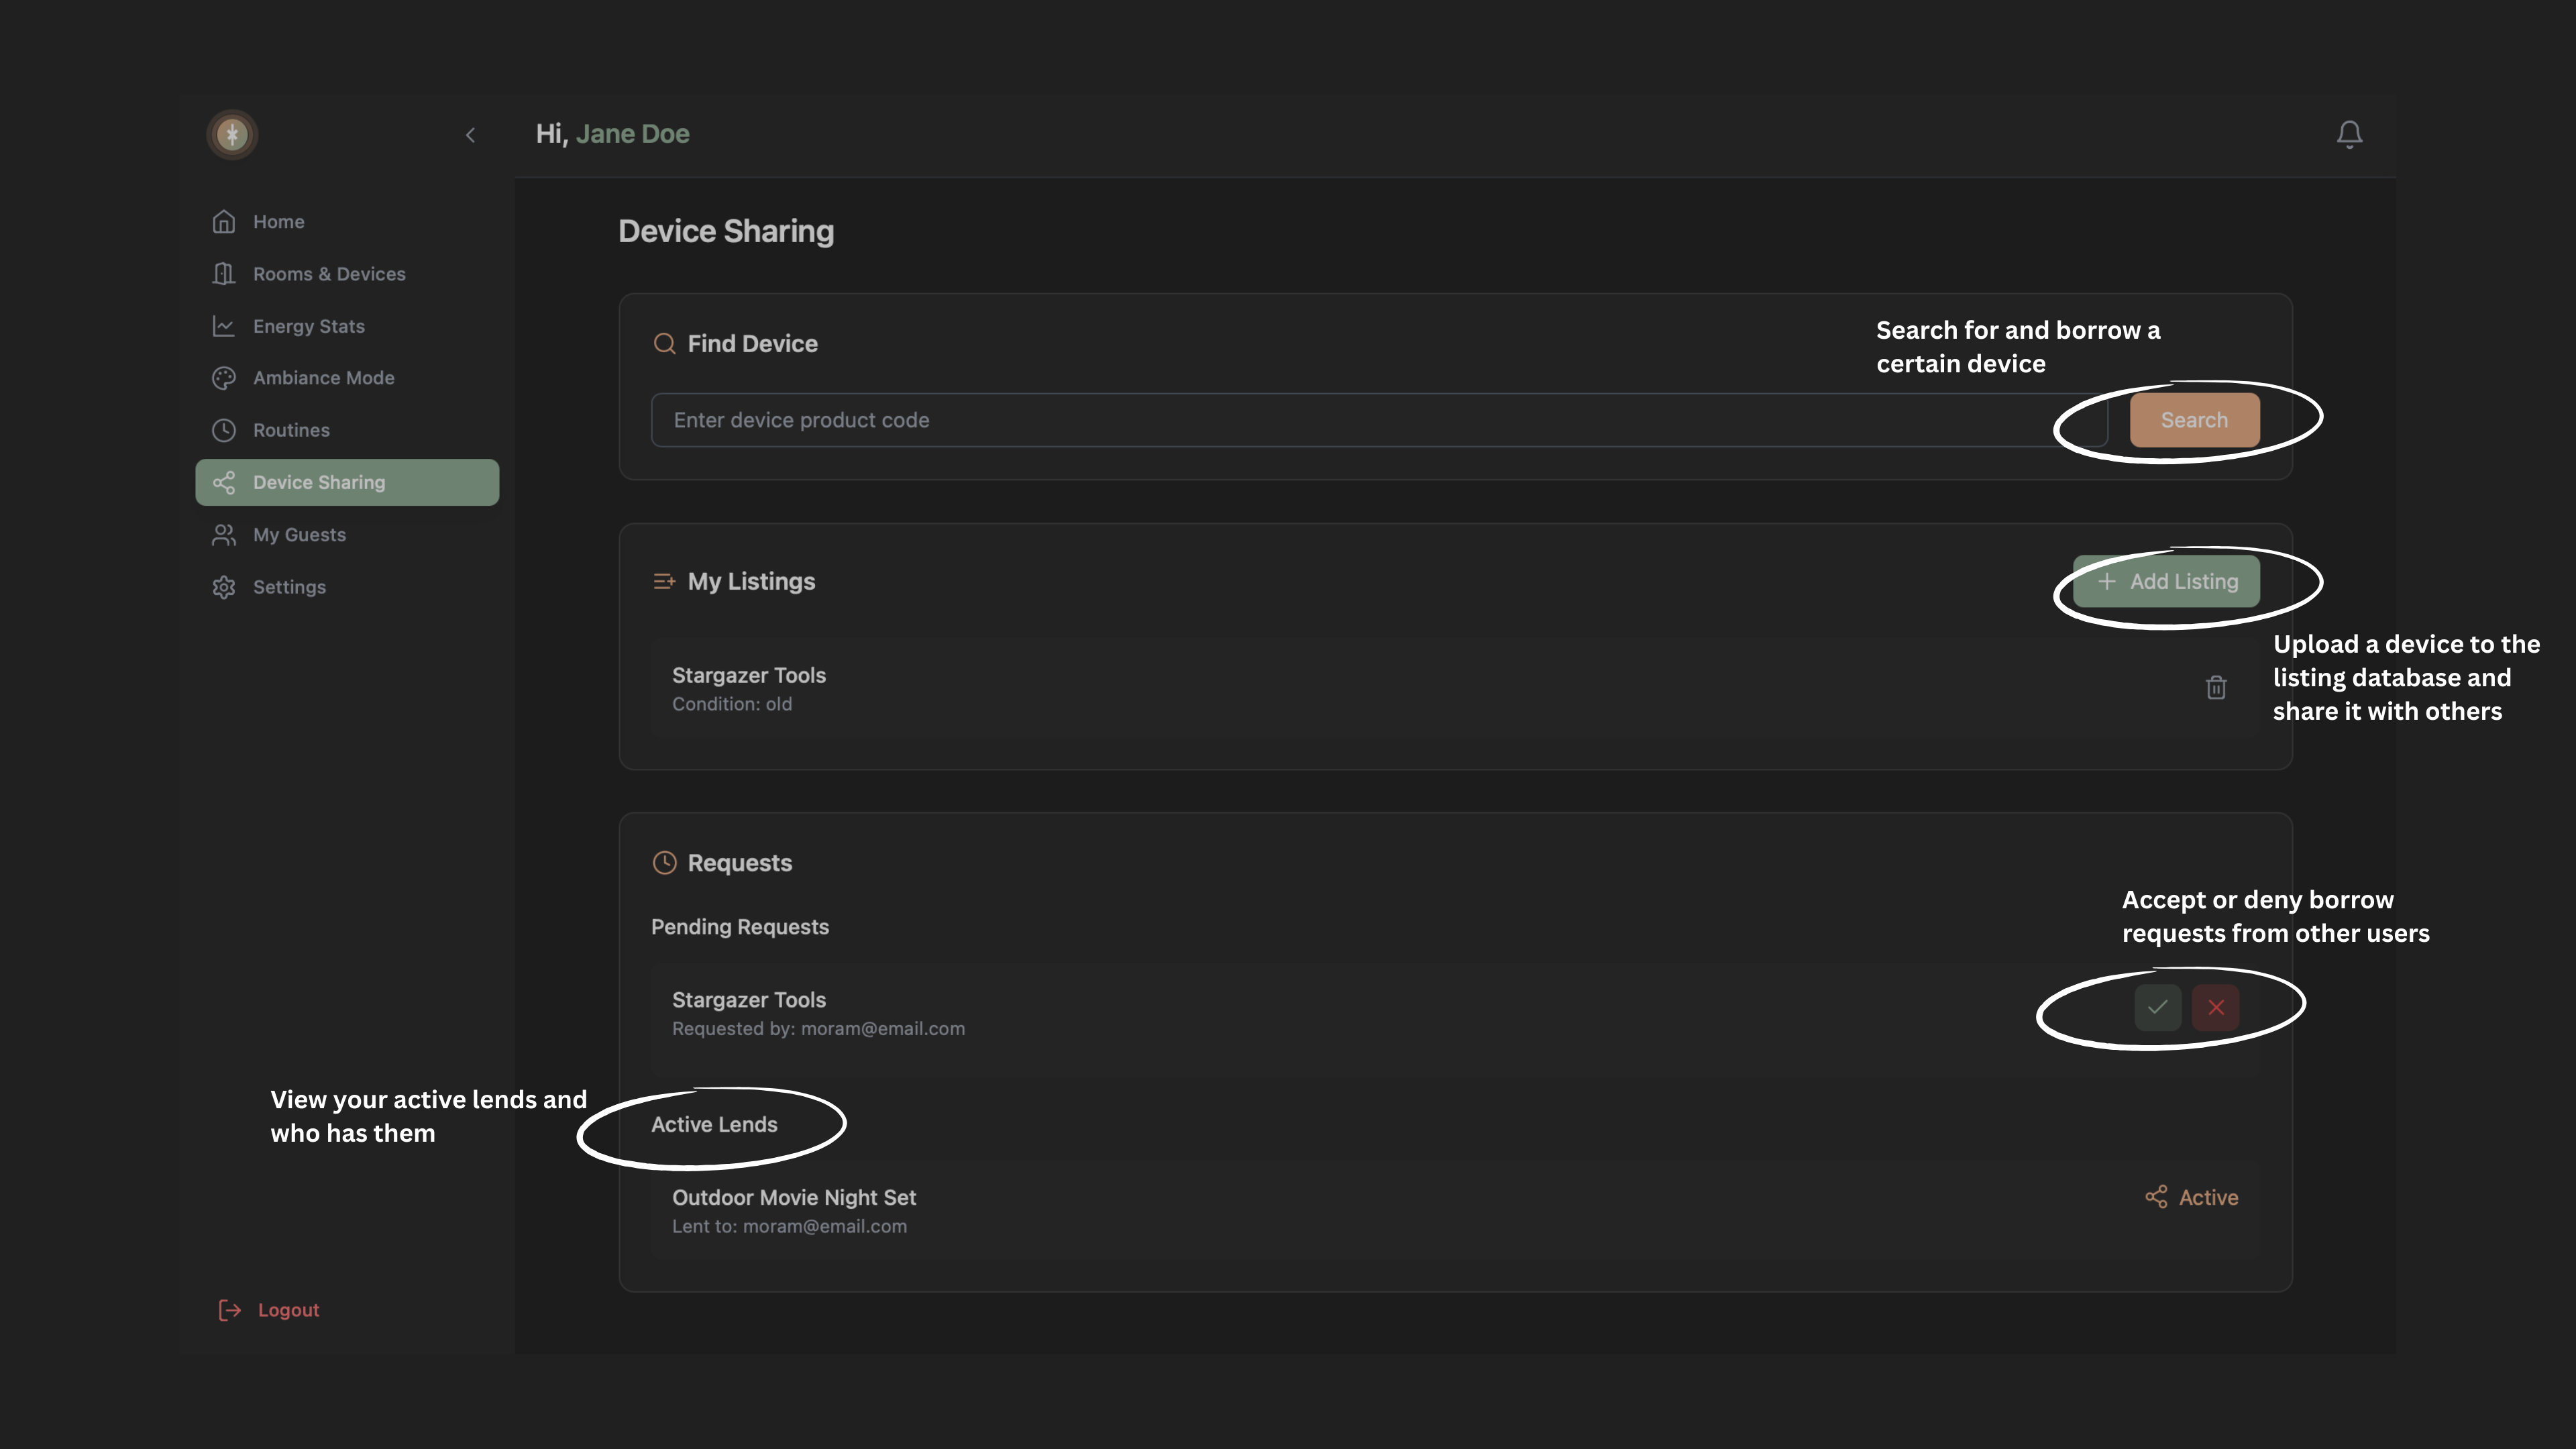 Hi, Jane Doe
Home
Rooms & Devices
Energy Stats
Ambiance Mode
Routines
Device Sharing
My Guests
Settings
Logout
Device Sharing
Find Device
Search for and borrow a
certain device
Enter device product code
Search
My Listings
Add Listing
Upload a device to the
listing database and
share it with others
Stargazer Tools
Condition: old
Requests
Accept or deny borrow
requests from other users
Pending Requests
Stargazer Tools
Requested by: moram@email.com
View your active lends and
who has them
Active Lends
Outdoor Movie Night Set
Lent to: moram@email.com
Active